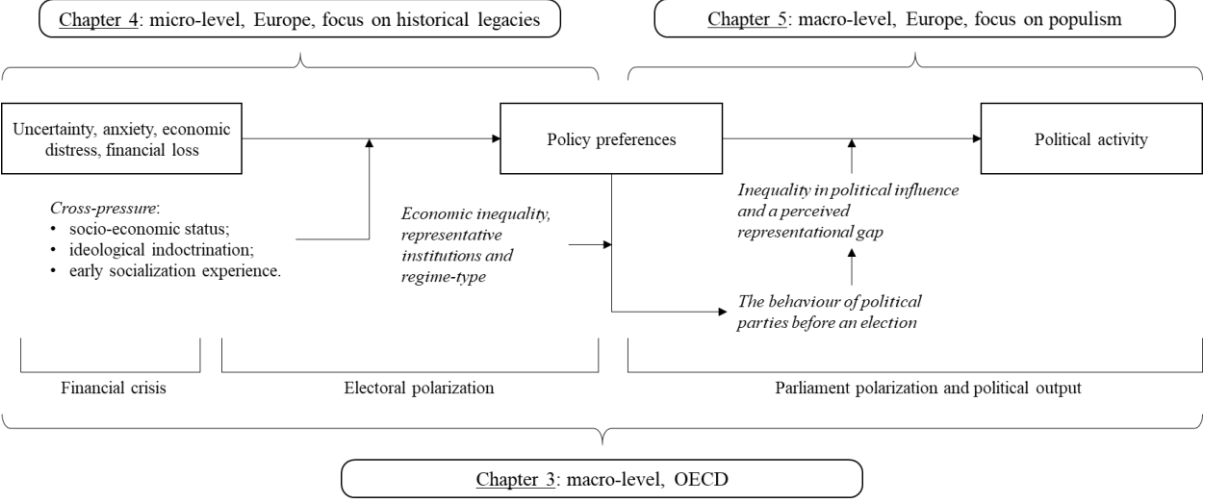 Chapter 4: micro-level, Europe, focus on historical legacies
Chapter 5: macro-level, Europe, focus on populism
Uncertainty, anxiety, economic
distress, financial loss
Policy preferences
Political activity
Cross-pressure:
• socio-economic status;
• ideological indoctrination;
• early socialization experience.
Economic inequality,
representative
institutions and
regime-type
Inequality in political influence
and a perceived
representational gap
The behaviour of political
parties before an election
Financial crisis
Electoral polarization
Parliament polarization and political output
Chapter 3: macro-level, OECD